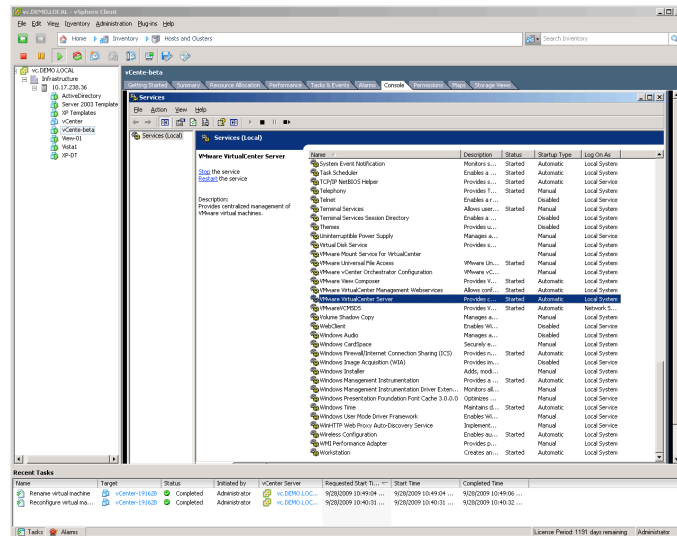 vc.DEMO.LOCAL - vSphere Client
File Edit View Inventory Administration Plug-ins Help
Home Inventory Hosts and Clusters Search Inventory
vc.DEMO.LOCAL
Infrastructure
10.17.238.36
ActiveDirectory
Server 2003 Template
XP Templates
vCenter
vCente-beta
View-01
Vista1
XP-DT
vCente-beta
Getting Started Summary Resource Allocation Performance Tasks & Events Alarms Console Permissions Maps Storage Views
Services
File Action View Help
Services (Local)
Services (Local)
VMware VirtualCenter Server
Stop the service
Restart the service
Description:
Provides centralized management of
VMware virtual machines.
Name Description Status Startup Type Log On As
System Event Notification Monitors s... Started Automatic Local System
Task Scheduler Enables a ... Started Automatic Local System
TCP/IP NetBIOS Helper Provides s... Started Automatic Local Service
Telephony Provides T... Started Manual Local System
Telnet Enables a r... Disabled Local Service
Terminal Services Allows user... Started Manual Local System
Terminal Services Session Directory Enables a ... Disabled Local System
Themes Provides u... Disabled Local System
Uninterruptible Power Supply Manages a... Manual Local Service
Virtual Disk Service Provides s... Manual Local System
VMware Mount Service for VirtualCenter Manual Local System
VMware Universal File Access VMware Un... Started Manual Local System
VMware vCenter Orchestrator Configuration VMware vC... Manual Local System
VMware View Composer Provides V... Started Automatic Local System
VMware VirtualCenter Management Webservices Allows conf... Started Automatic Local System
VMware VirtualCenter Server Provides c... Started Automatic Local System
VMwareVCMSDS Provides V... Started Automatic Network S...
Volume Shadow Copy Manages a... Manual Local System
WebClient Enables Wi... Disabled Local Service
Windows Audio Manages a... Disabled Local System
Windows CardSpace Securely e... Manual Local System
Windows Firewall/Internet Connection Sharing (ICS) Provides n... Started Automatic Local System
Windows Image Acquisition (WIA) Provides im... Disabled Local Service
Windows Installer Adds, modi... Manual Local System
Windows Management Instrumentation Provides a ... Started Automatic Local System
Windows Management Instrumentation Driver Exten... Monitors all... Manual Local System
Windows Presentation Foundation Font Cache 3.0.0.0 Optimizes ... Manual Local Service
Windows Time Maintains d... Started Automatic Local System
Windows User Mode Driver Framework Enables Wi... Manual Local System
WinHTTP Web Proxy Auto-Discovery Service Implement... Manual Local Service
Wireless Configuration Enables au... Started Automatic Local System
WMI Performance Adapter Provides p... Manual Local System
Workstation Creates an... Started Automatic Local System
Recent Tasks
Name Target Status Initiated by vCenter Server Requested Start Ti... Start Time Completed Time
Rename virtual machine vCenter-191628 Completed Administrator vc.DEMO.LOC... 9/28/2009 10:49:04 ... 9/28/2009 10:49:04 ... 9/28/2009 10:49:06 ...
Reconfigure virtual ma... vCenter-191628 Completed Administrator vc.DEMO.LOC... 9/28/2009 10:40:31 ... 9/28/2009 10:40:31 ... 9/28/2009 10:40:32 ...
Tasks Alarms License Period: 1191 days remaining Administrator